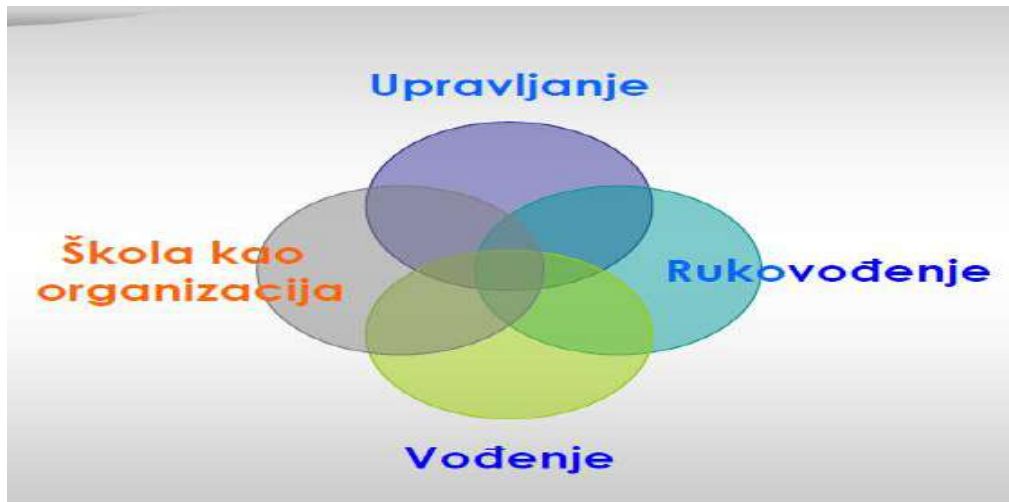 Upravljanje
Škola kao
organizacija
Rukovođenje
Vođenje